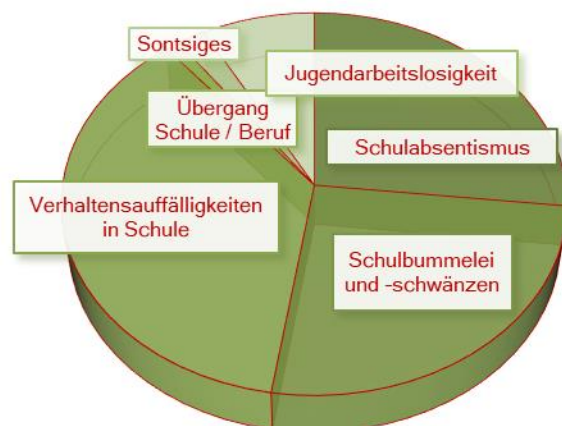 Sontsiges
Jugendarbeitslosigkeit
Übergang
Schule / Beruf
Schulabsentismus
Verhaltensauffälligkeiten
in Schule
Schulbummelei
und -schwänzen